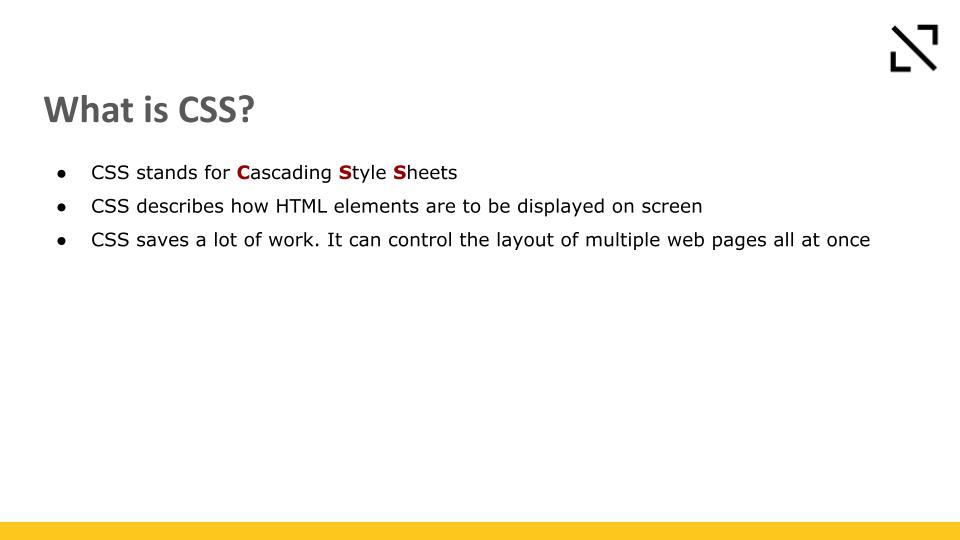 What is CSS?
● CSS stands for Cascading Style Sheets
● CSS describes how HTML elements are to be displayed on screen
● CSS saves a lot of work. It can control the layout of multiple web pages all at once